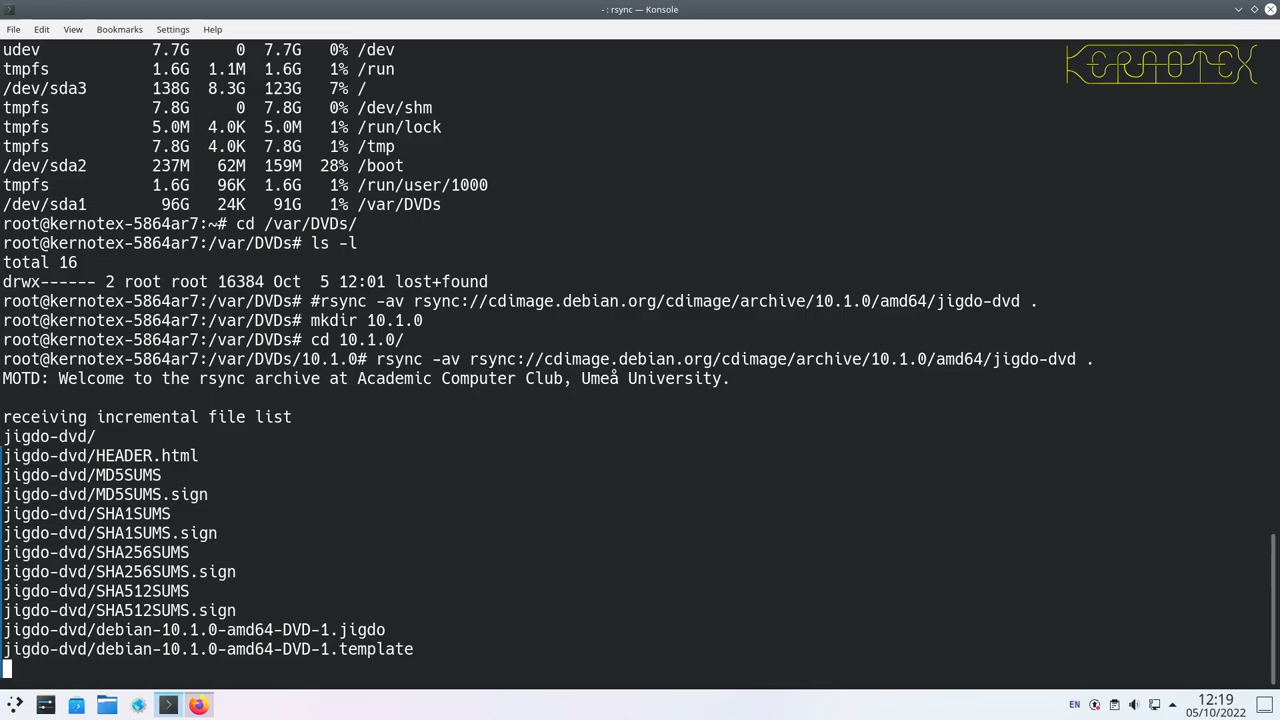 - : rsync — Konsole
File Edit View Bookmarks Settings Help
KERNOTEX
udev 7.7G 0 7.7G 0% /dev
tmpfs 1.6G 1.1M 1.6G 1% /run
/dev/sda3 138G 8.3G 123G 7% /
tmpfs 7.8G 0 7.8G 0% /dev/shm
tmpfs 5.0M 4.0K 5.0M 1% /run/lock
tmpfs 7.8G 4.0K 7.8G 1% /tmp
/dev/sda2 237M 62M 159M 28% /boot
tmpfs 1.6G 96K 1.6G 1% /run/user/1000
/dev/sda1 96G 24K 91G 1% /var/DVDs
root@kernotex-5864ar7:~# cd /var/DVDs/
root@kernotex-5864ar7:/var/DVDs# ls -l
total 16
drwx------ 2 root root 16384 Oct 5 12:01 lost+found
root@kernotex-5864ar7:/var/DVDs# #rsync -av rsync://cdimage.debian.org/cdimage/archive/10.1.0/amd64/jigdo-dvd .
root@kernotex-5864ar7:/var/DVDs# mkdir 10.1.0
root@kernotex-5864ar7:/var/DVDs# cd 10.1.0/
root@kernotex-5864ar7:/var/DVDs/10.1.0# rsync -av rsync://cdimage.debian.org/cdimage/archive/10.1.0/amd64/jigdo-dvd .
MOTD: Welcome to the rsync archive at Academic Computer Club, Umeå University.
receiving incremental file list
jigdo-dvd/
jigdo-dvd/HEADER.html
jigdo-dvd/MD5SUMS
jigdo-dvd/MD5SUMS.sign
jigdo-dvd/SHA1SUMS
jigdo-dvd/SHA1SUMS.sign
jigdo-dvd/SHA256SUMS
jigdo-dvd/SHA256SUMS.sign
jigdo-dvd/SHA512SUMS
jigdo-dvd/SHA512SUMS.sign
jigdo-dvd/debian-10.1.0-amd64-DVD-1.jigdo
jigdo-dvd/debian-10.1.0-amd64-DVD-1.template
EN
12:19
05/10/2022